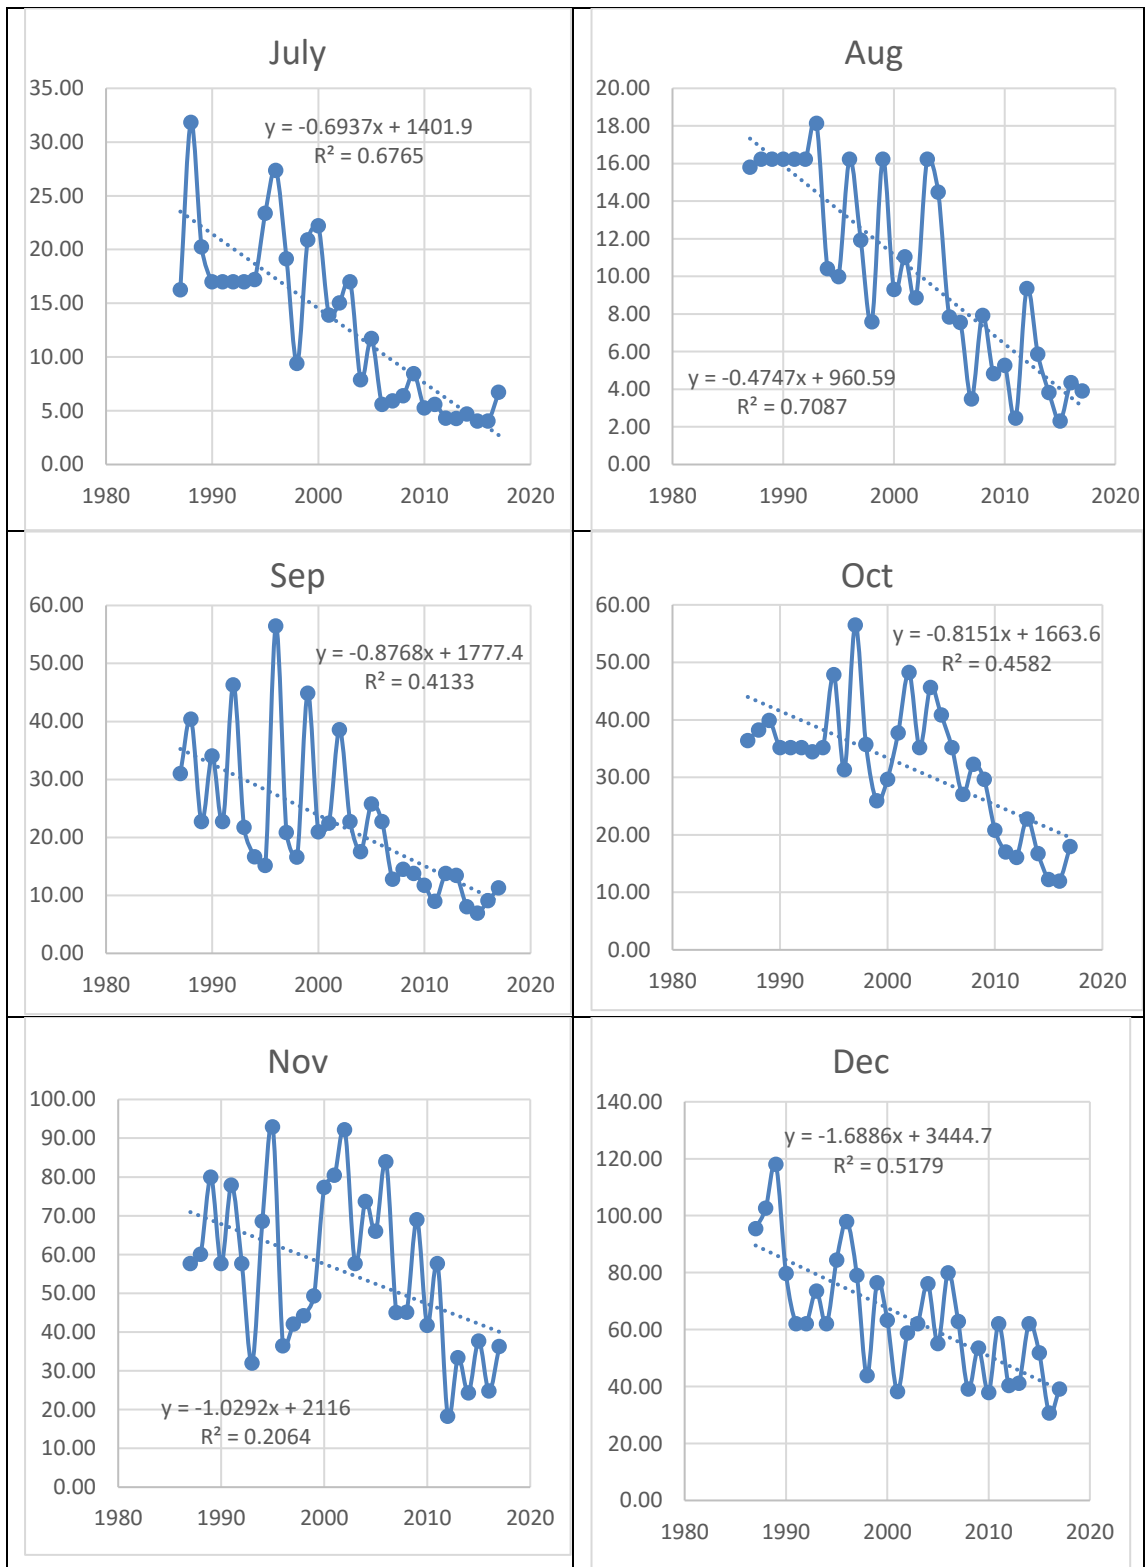 July
35.00
30.00
25.00
20.00
15.00
10.00
5.00
0.00
1980 1990 2000 2010 2020
y = -0.6937x + 1401.9
R² = 0.6765
Aug
20.00
18.00
16.00
14.00
12.00
10.00
8.00
6.00
4.00
2.00
0.00
1980 1990 2000 2010 2020
y = -0.4747x + 960.59
R² = 0.7087
Sep
60.00
50.00
40.00
30.00
20.00
10.00
0.00
1980 1990 2000 2010 2020
y = -0.8768x + 1777.4
R² = 0.4133
Oct
60.00
50.00
40.00
30.00
20.00
10.00
0.00
1980 1990 2000 2010 2020
y = -0.8151x + 1663.6
R² = 0.4582
Nov
100.00
90.00
80.00
70.00
60.00
50.00
40.00
30.00
20.00
10.00
0.00
1980 1990 2000 2010 2020
y = -1.0292x + 2116
R² = 0.2064
Dec
140.00
120.00
100.00
80.00
60.00
40.00
20.00
0.00
1980 1990 2000 2010 2020
y = -1.6886x + 3444.7
R² = 0.5179